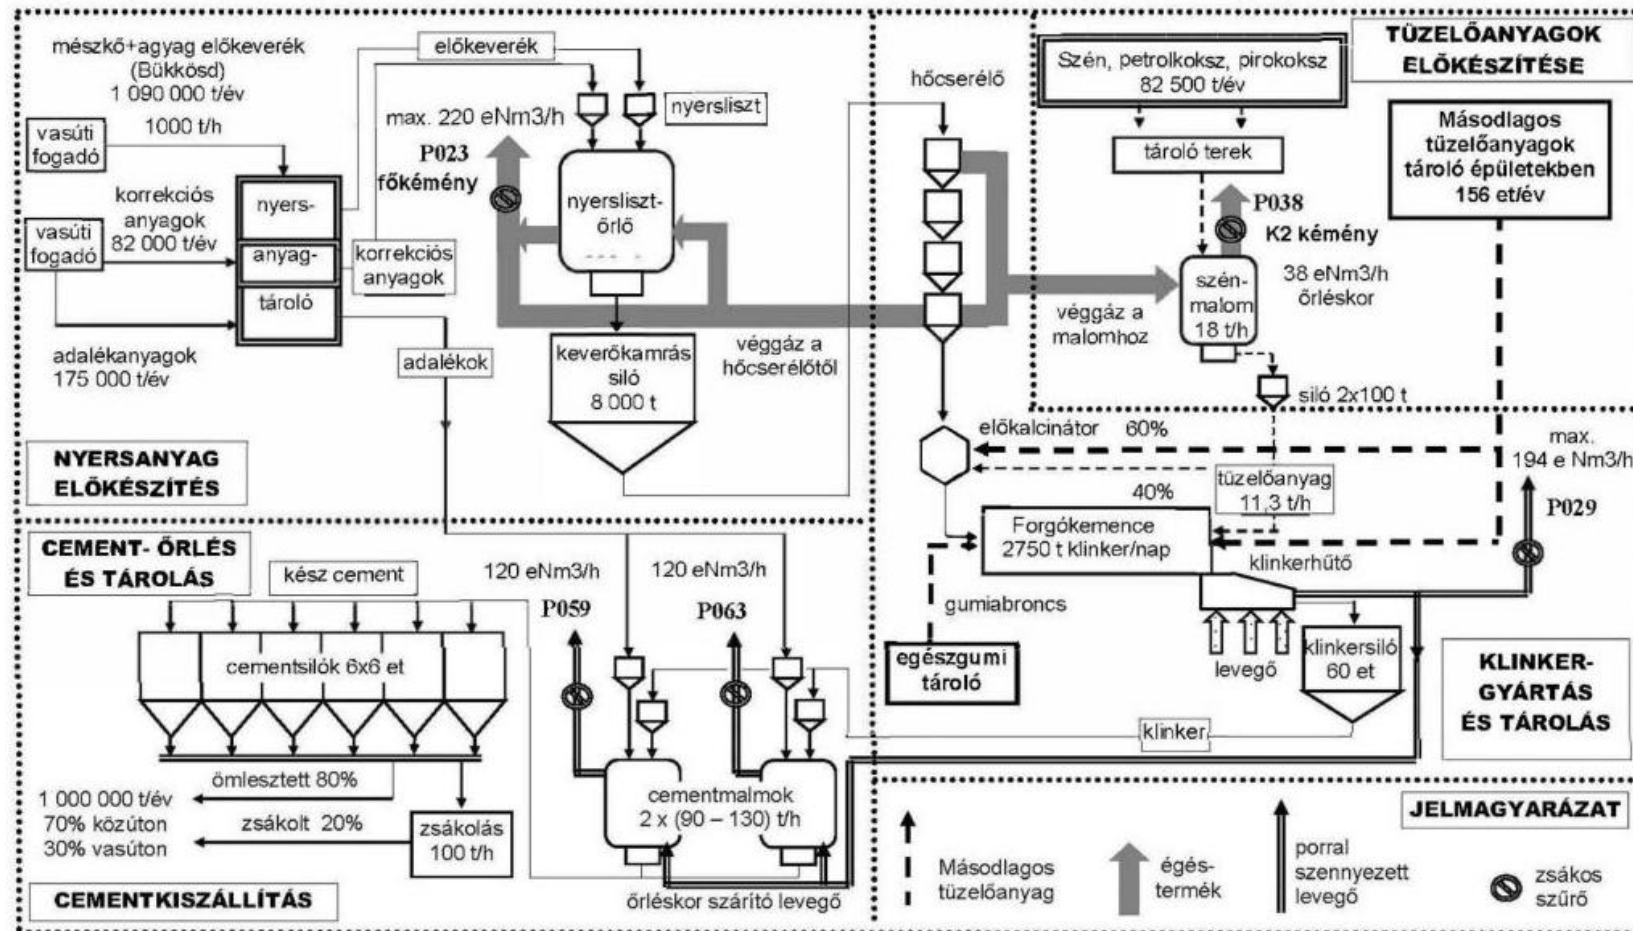 mészkő+agyag előkeverék
(Bükkösd)
1 090 000 t/év
1000 t/h
vasúti
fogadó
korrekciós
anyagok
82 000 t/év
vasúti
fogadó
adalékanyagok
175 000 t/év
nyers-
anyag-
tároló
előkeverék
korrekciós
anyagok
adalékok
max. 220 eNm3/h
P023
főkémény
nyersliszt
nyersliszt-
őrlő
keverőkamrás
siló
8 000 t
véggáz a
hőcserélőtől
NYERSANYAG
ELŐKÉSZÍTÉS
hőcserélő
TÜZELŐANYAGOK
ELŐKÉSZÍTÉSE
Szén, petrolkoksz, pirokoksz
82 500 t/év
tároló terek
Másodlagos
tüzelőanyagok
tároló épületekben
156 et/év
P038
K2 kémény
38 eNm3/h
őrléskor
szén-
malom
18 t/h
véggáz a
malomhoz
siló 2x100 t
előkalcinátor 60%
40%
tüzelőanyag
11,3 t/h
max.
194 e Nm3/h
P029
Forgókemence
2750 t klinker/nap
klinkerhűtő
gumiabroncs
egészgumi
tároló
levegő
klinkersiló
60 et
klinker
KLINKER-
GYÁRTÁS
ÉS TÁROLÁS
CEMENT- ŐRLÉS
ÉS TÁROLÁS
kész cement
120 eNm3/h
P059
120 eNm3/h
P063
cementsilók 6x6 et
ömlesztett 80%
1 000 000 t/év
70% közúton
30% vasúton
zsákolt 20%
zsákolás
100 t/h
cementmalmok
2 x (90 – 130) t/h
őrléskor szárító levegő
CEMENTKISZÁLLÍTÁS
JELMAGYARÁZAT
Másodlagos
tüzelőanyag
égés-
termék
porral
szennyezett
levegő
zsákos
szűrő